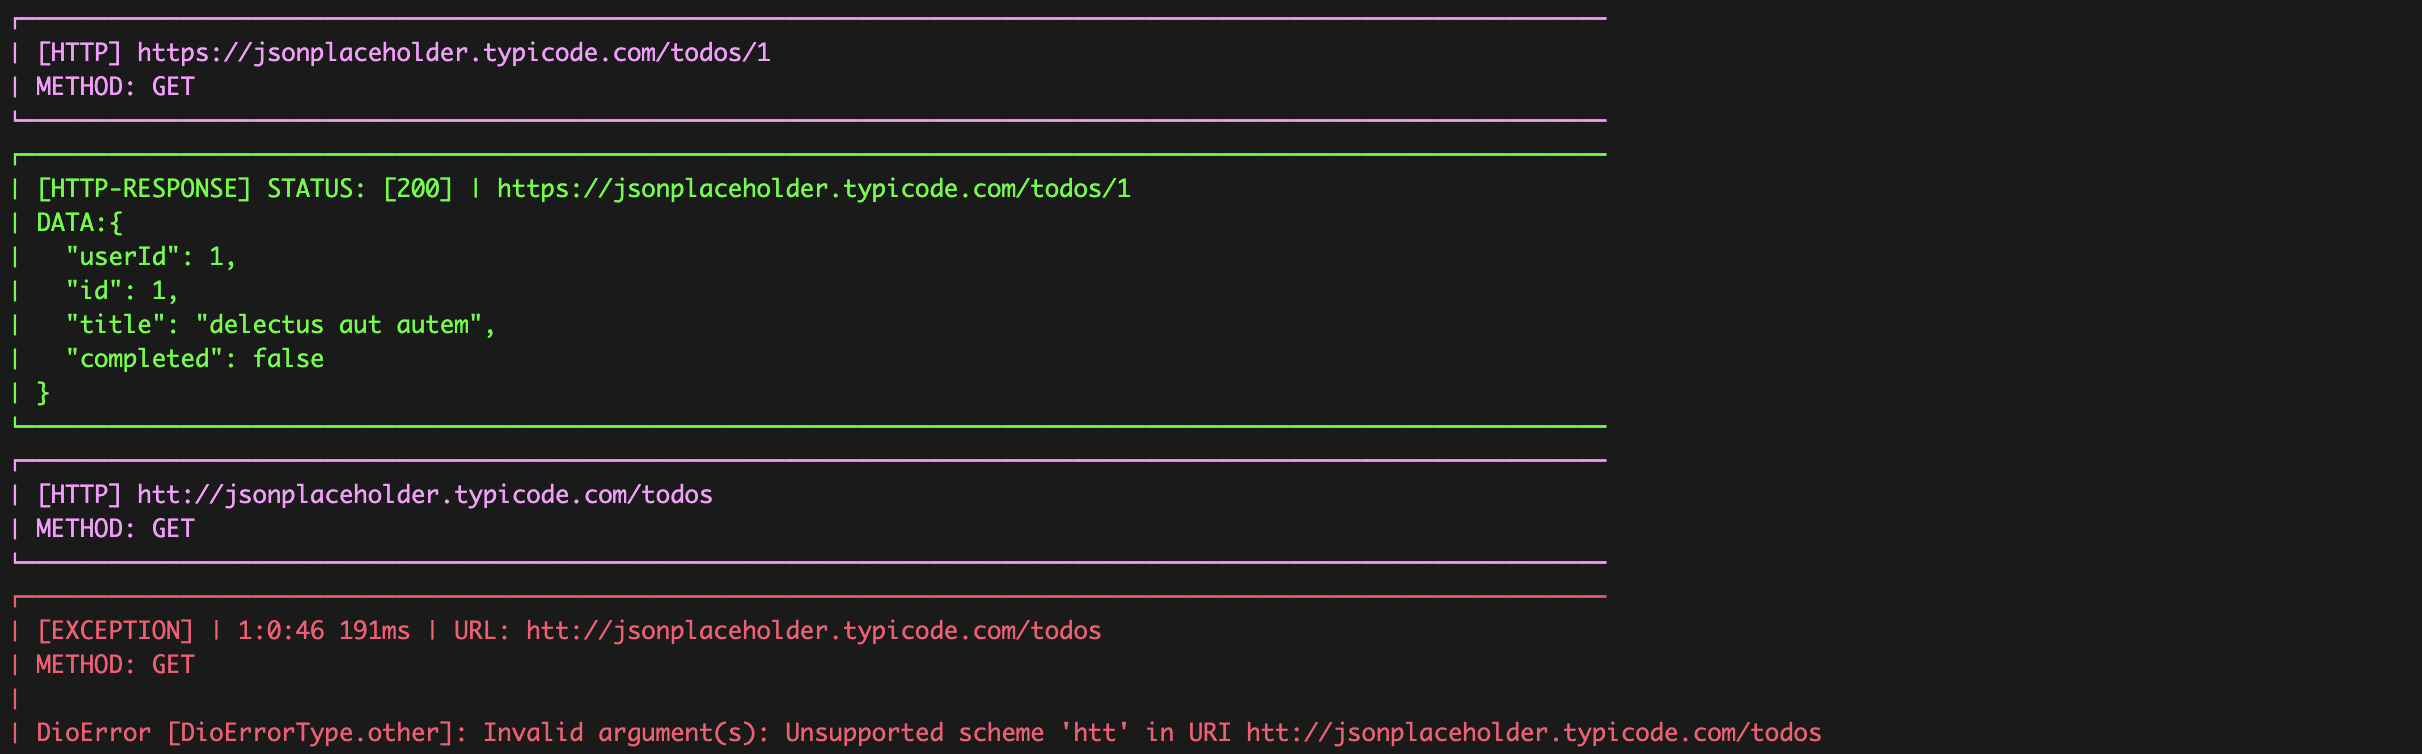 | [HTTP] https://jsonplaceholder.typicode.com/todos/1
| METHOD: GET
| [HTTP-RESPONSE] STATUS: [200] | https://jsonplaceholder.typicode.com/todos/1
| DATA:{
|   "userId": 1,
|   "id": 1,
|   "title": "delectus aut autem",
|   "completed": false
| }
| [HTTP] htt://jsonplaceholder.typicode.com/todos
| METHOD: GET
| [EXCEPTION] | 1:0:46 191ms | URL: htt://jsonplaceholder.typicode.com/todos
| METHOD: GET
|
| DioError [DioErrorType.other]: Invalid argument(s): Unsupported scheme 'htt' in URI htt://jsonplaceholder.typicode.com/todos